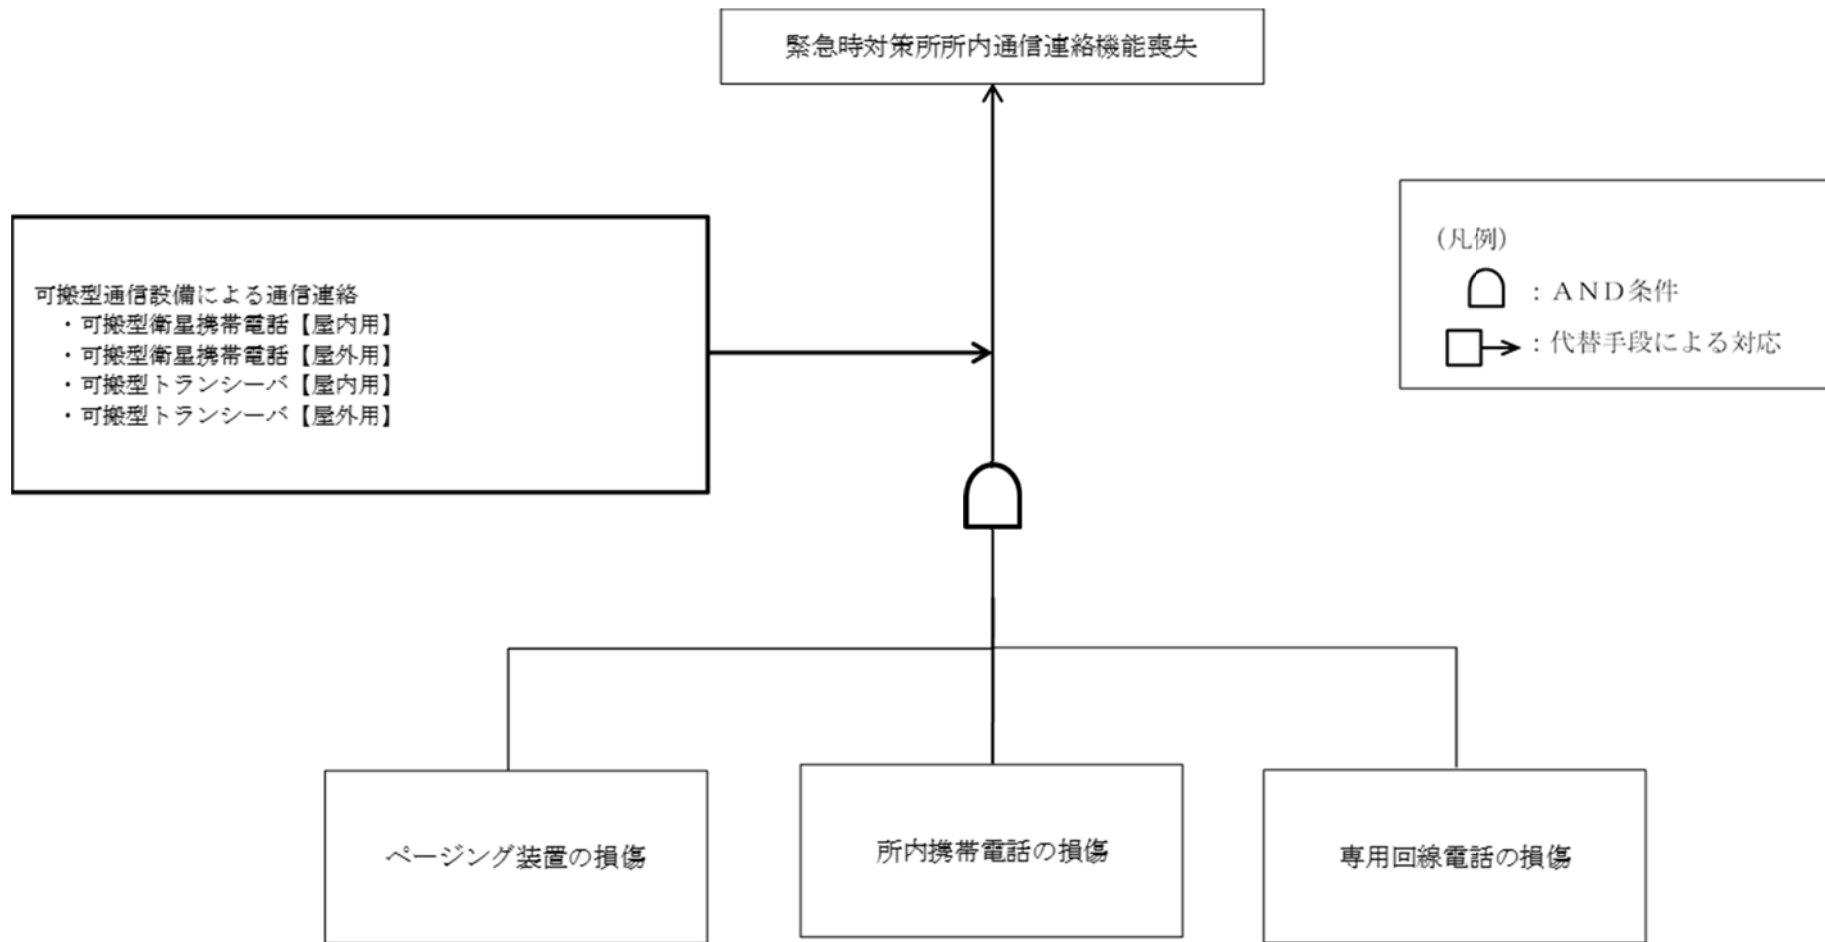 緊急時対策所所内通信連絡機能喪失
可搬型通信設備による通信連絡
・可搬型衛星携帯電話【屋内用】
・可搬型衛星携帯電話【屋外用】
・可搬型トランシーバ【屋内用】
・可搬型トランシーバ【屋外用】
(凡例)
：ＡＮＤ条件
：代替手段による対応
ページング装置の損傷
所内携帯電話の損傷
専用回線電話の損傷